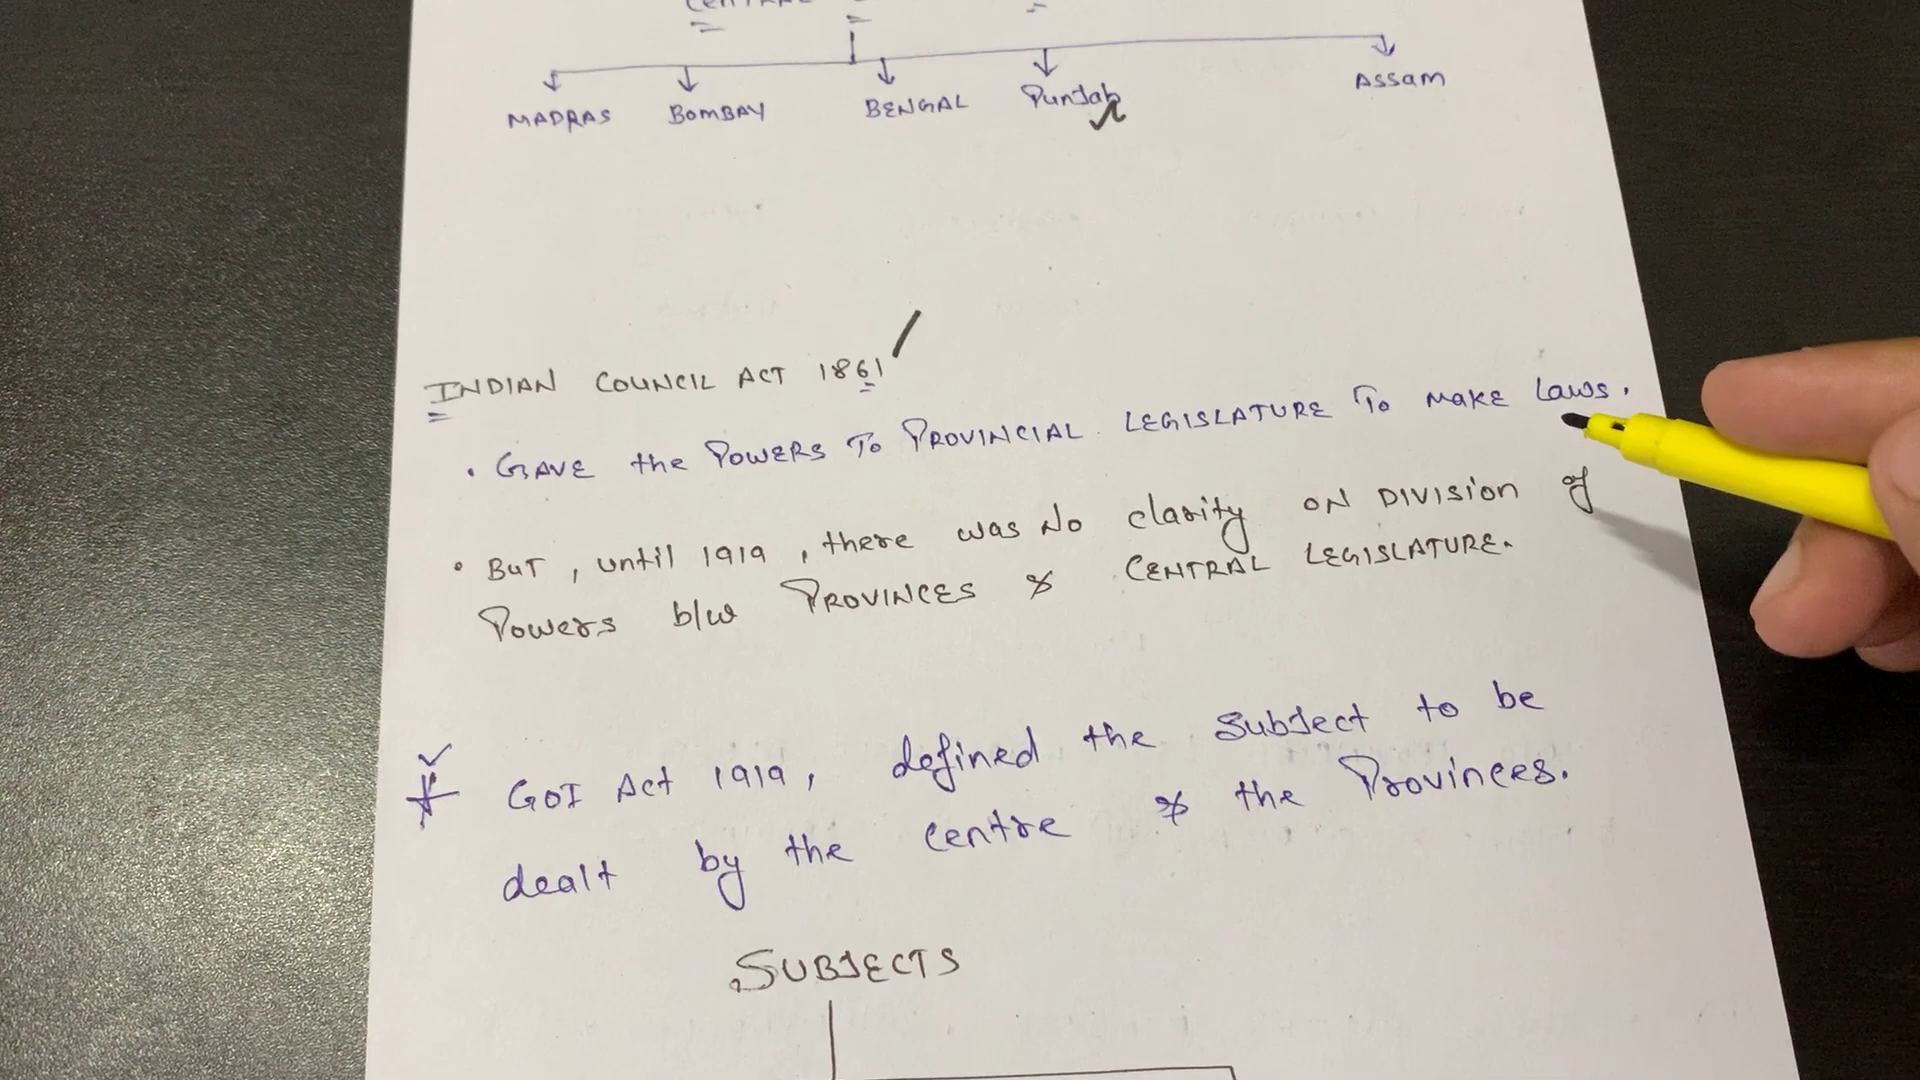 CENTRAL
MADRAS BOMBAY BENGAL PunJab ASSam
INDIAN COUNCIL ACT 1861
. GAVE the POWERS To PROVINCIAL LEGISLATURE To MAKE Laws.
. BUT, until 1919, there was No clarity ON DIVISION of
Powers b/w PROVINCES & CENTRAL LEGISLATURE.
GOI Act 1919, defined the SubJect to be
dealt by the Centre & the Provinces.
SUBJECTS